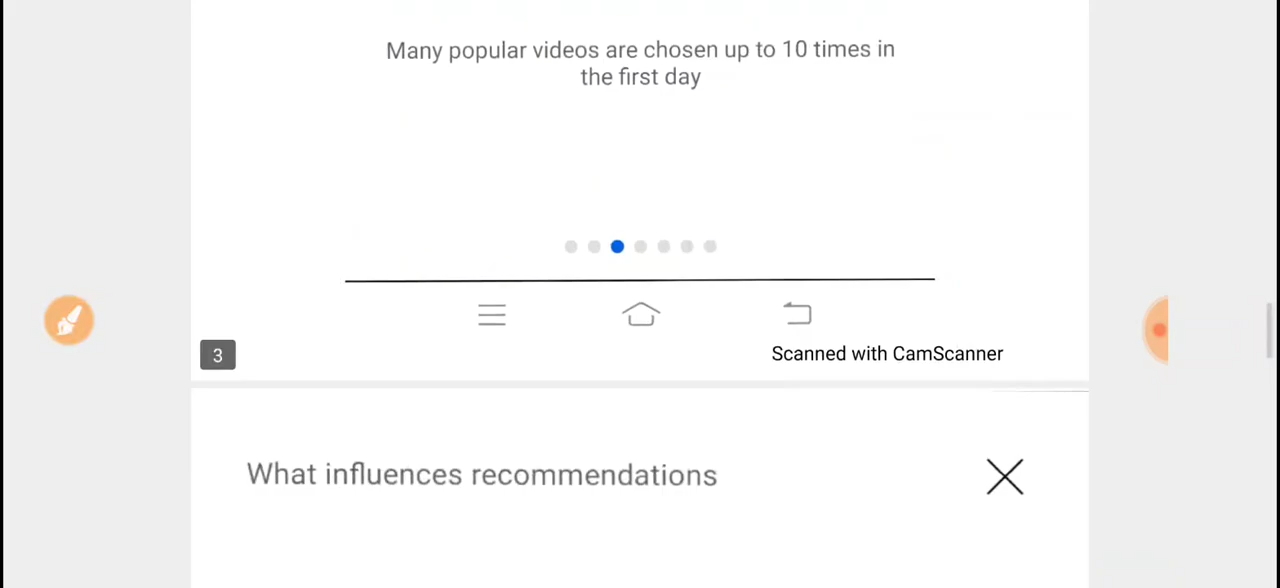 Many popular videos are chosen up to 10 times in
the first day
3
Scanned with CamScanner
What influences recommendations